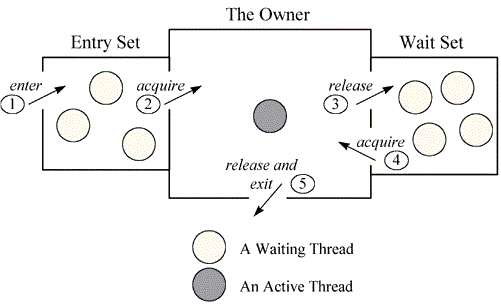 The Owner
Entry Set
Wait Set
enter
1
acquire
2
release
3
acquire
4
release and
exit
5
A Waiting Thread
An Active Thread